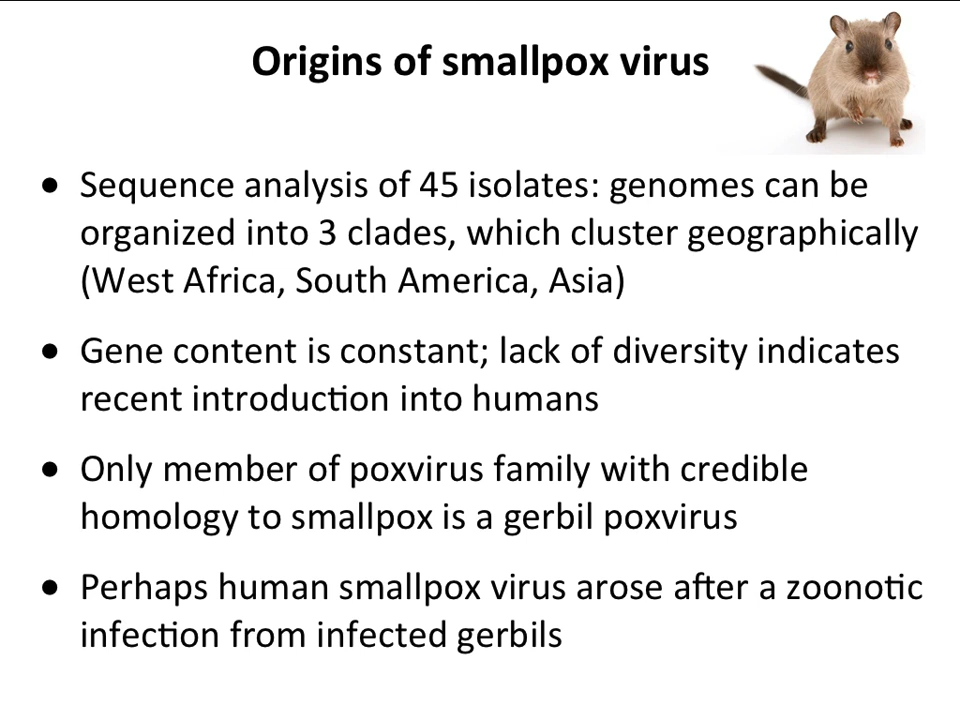 Origins of smallpox virus
• Sequence analysis of 45 isolates: genomes can be
organized into 3 clades, which cluster geographically
(West Africa, South America, Asia)
• Gene content is constant; lack of diversity indicates
recent introduction into humans
• Only member of poxvirus family with credible
homology to smallpox is a gerbil poxvirus
• Perhaps human smallpox virus arose after a zoonotic
infection from infected gerbils